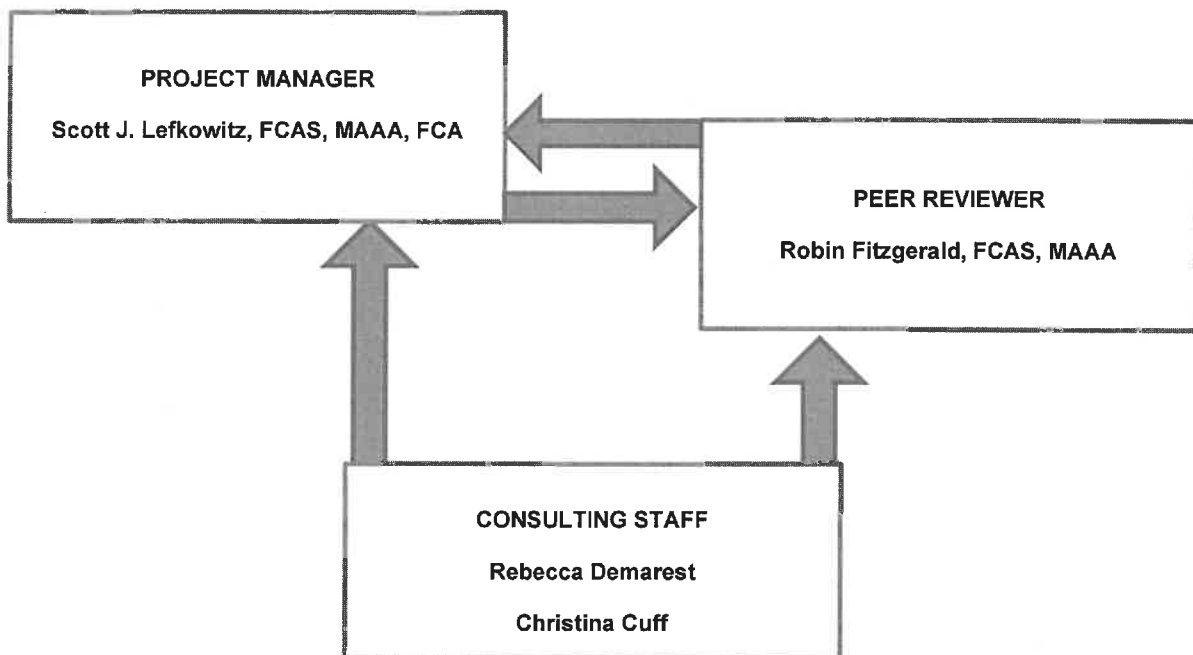 PROJECT MANAGER
Scott J. Lefkowitz, FCAS, MAAA, FCA
PEER REVIEWER
Robin Fitzgerald, FCAS, MAAA
CONSULTING STAFF
Rebecca Demarest
Christina Cuff